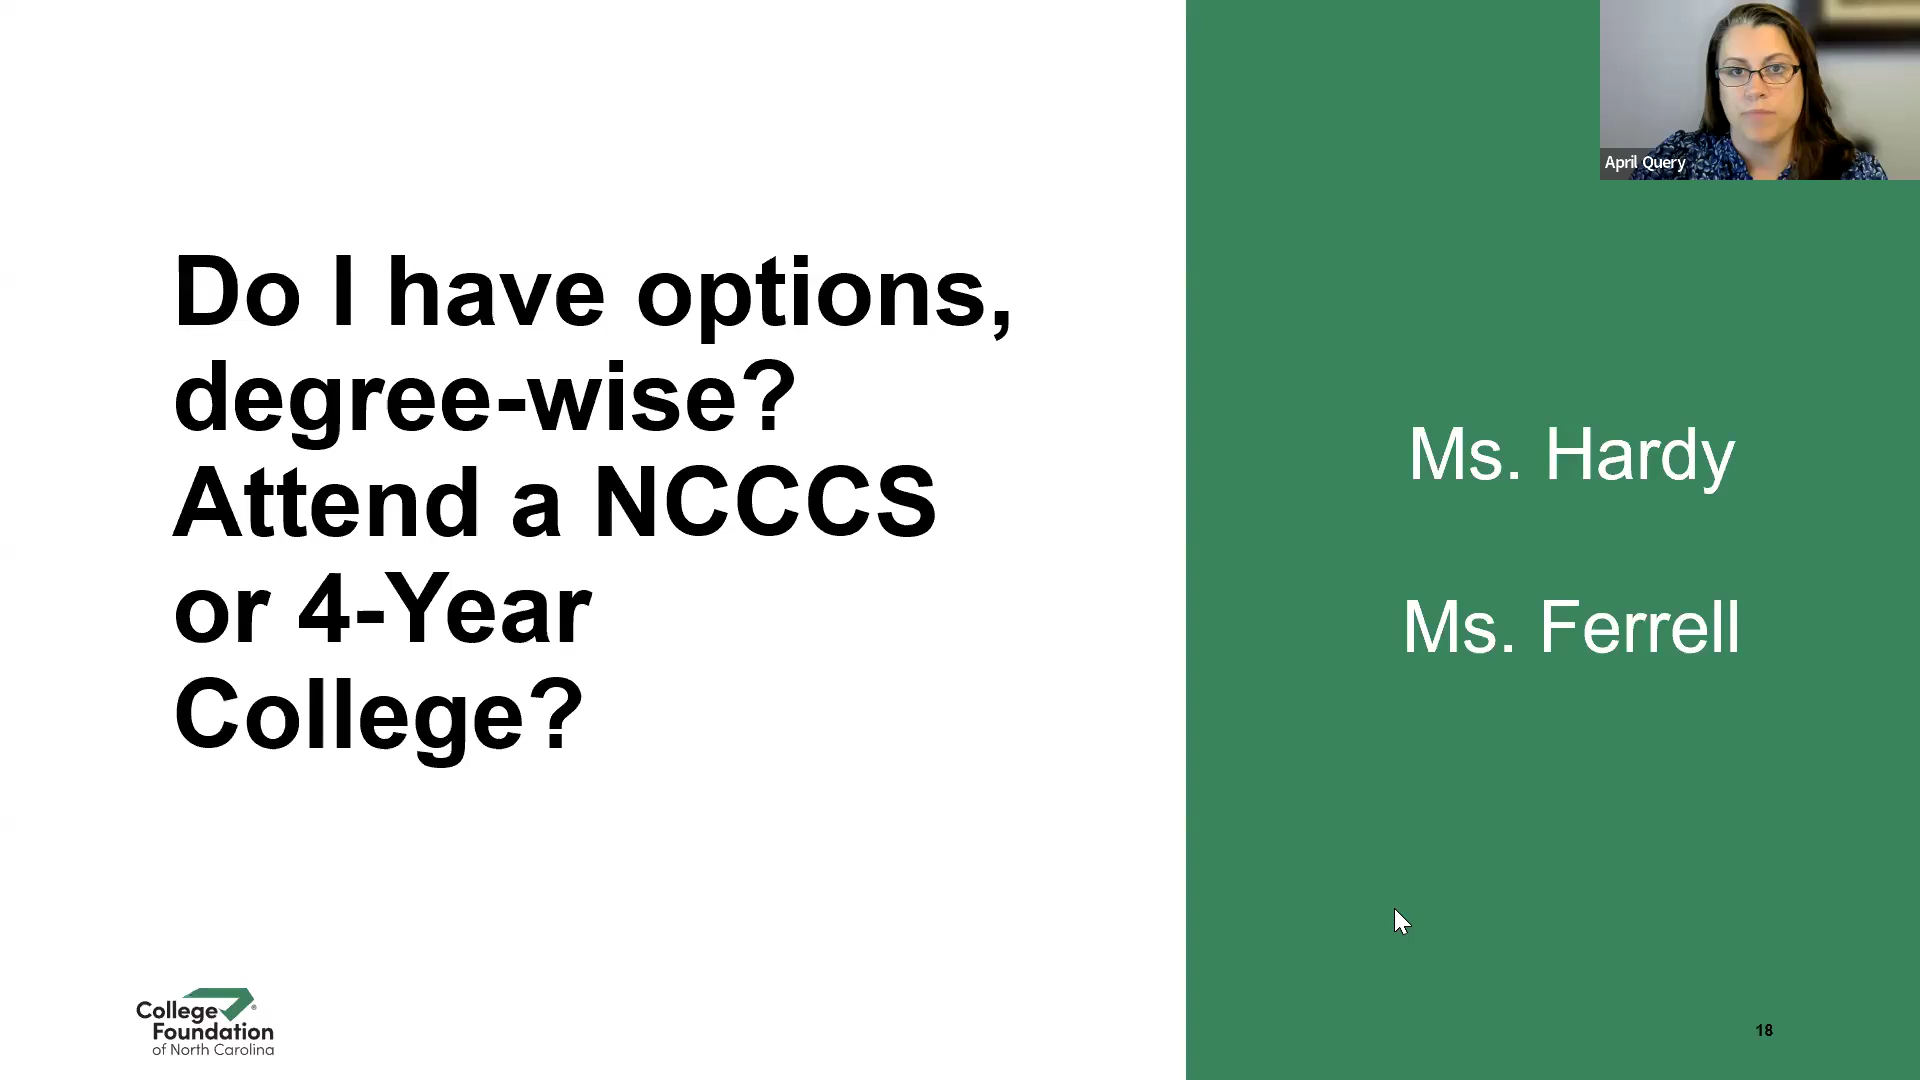 Do I have options,
degree-wise?
Attend a NCCCS
or 4-Year
College?
Ms. Hardy
Ms. Ferrell
April Query
College
Foundation
of North Carolina
18